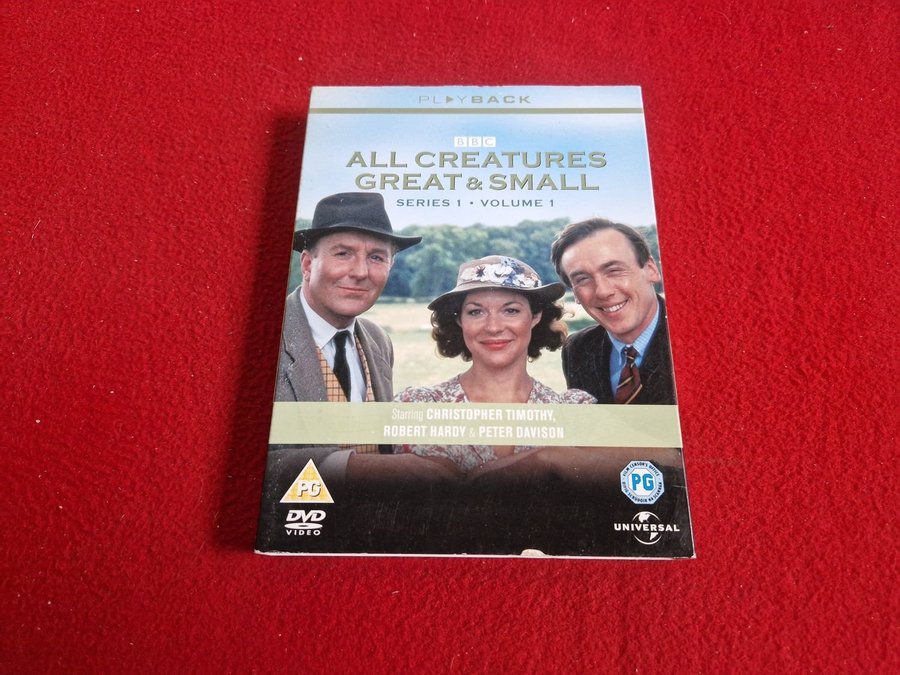 PLAYBACK
BBC
ALL CREATURES
GREAT & SMALL
SERIES 1 • VOLUME 1
Starring CHRISTOPHER TIMOTHY,
ROBERT HARDY & PETER DAVISON
PG
PG
DVD
VIDEO
UNIVERSAL